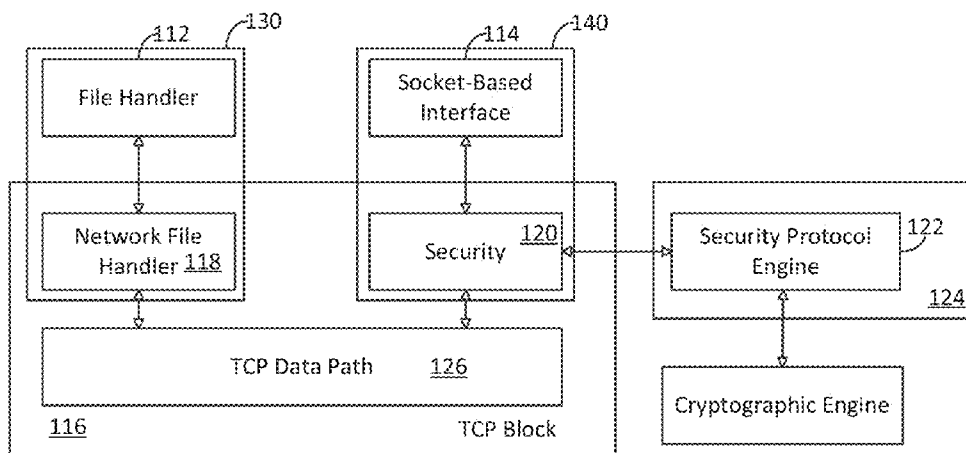 112
130
114
140
File Handler
Socket-Based
Interface
Network File
Handler 118
120
Security
Security Protocol
Engine
122
124
TCP Data Path 126
116
TCP Block
Cryptographic Engine